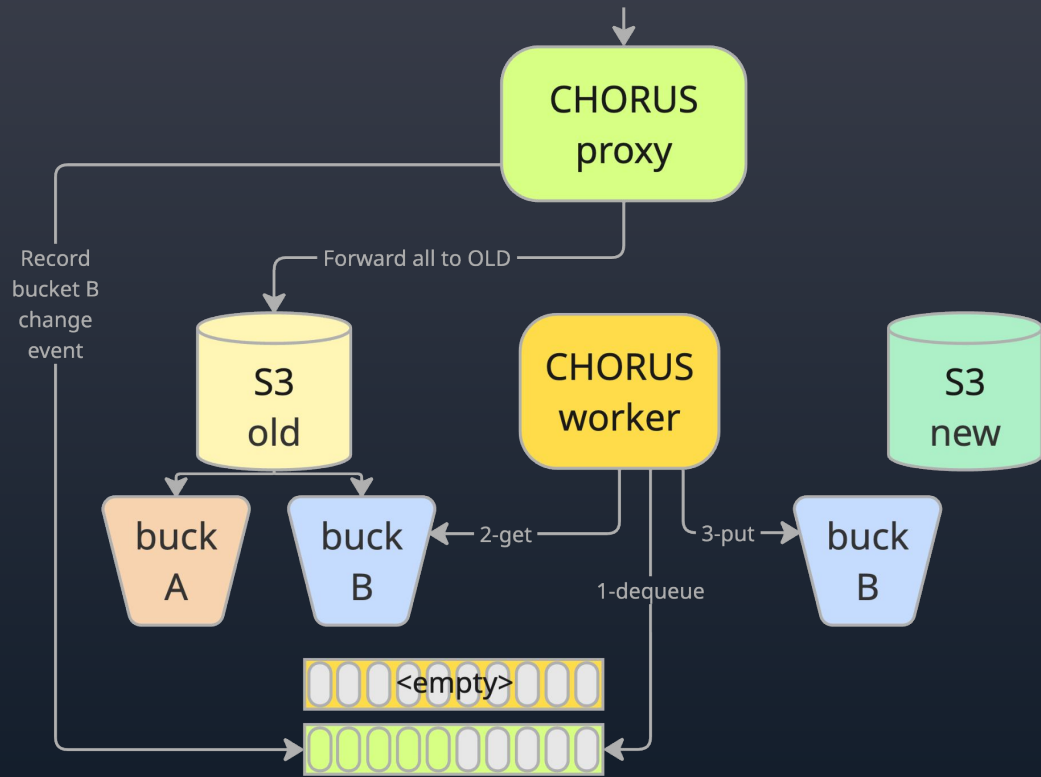 CHORUS
proxy
Record
bucket B
change
event
Forward all to OLD
S3
old
CHORUS
worker
S3
new
buck
A
buck
B
2-get
3-put
buck
B
1-dequeue
<empty>